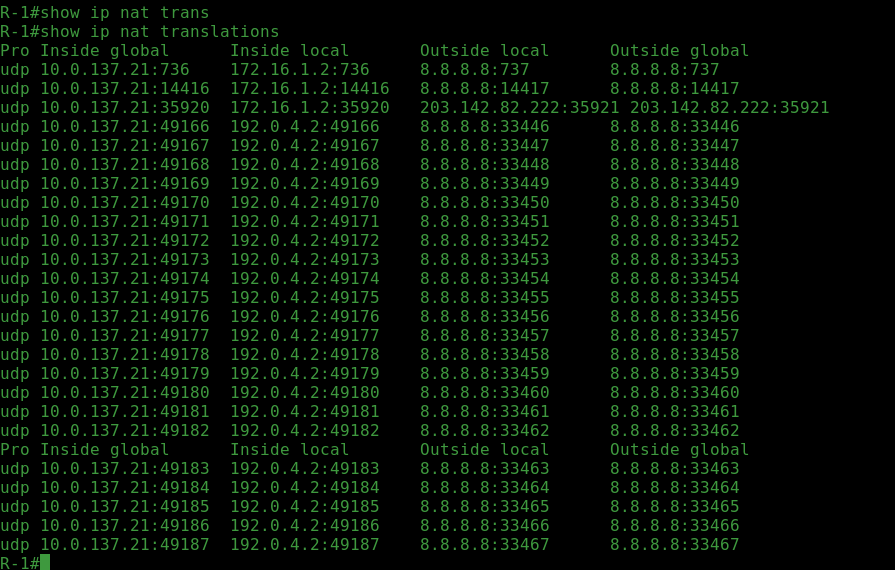 R-1#show ip nat trans
R-1#show ip nat translations
Pro Inside global      Inside local       Outside local      Outside global
udp 10.0.137.21:736    172.16.1.2:736     8.8.8.8:737        8.8.8.8:737
udp 10.0.137.21:14416  172.16.1.2:14416   8.8.8.8:14417      8.8.8.8:14417
udp 10.0.137.21:35920  172.16.1.2:35920   203.142.82.222:35921 203.142.82.222:35921
udp 10.0.137.21:49166  192.0.4.2:49166    8.8.8.8:33446      8.8.8.8:33446
udp 10.0.137.21:49167  192.0.4.2:49167    8.8.8.8:33447      8.8.8.8:33447
udp 10.0.137.21:49168  192.0.4.2:49168    8.8.8.8:33448      8.8.8.8:33448
udp 10.0.137.21:49169  192.0.4.2:49169    8.8.8.8:33449      8.8.8.8:33449
udp 10.0.137.21:49170  192.0.4.2:49170    8.8.8.8:33450      8.8.8.8:33450
udp 10.0.137.21:49171  192.0.4.2:49171    8.8.8.8:33451      8.8.8.8:33451
udp 10.0.137.21:49172  192.0.4.2:49172    8.8.8.8:33452      8.8.8.8:33452
udp 10.0.137.21:49173  192.0.4.2:49173    8.8.8.8:33453      8.8.8.8:33453
udp 10.0.137.21:49174  192.0.4.2:49174    8.8.8.8:33454      8.8.8.8:33454
udp 10.0.137.21:49175  192.0.4.2:49175    8.8.8.8:33455      8.8.8.8:33455
udp 10.0.137.21:49176  192.0.4.2:49176    8.8.8.8:33456      8.8.8.8:33456
udp 10.0.137.21:49177  192.0.4.2:49177    8.8.8.8:33457      8.8.8.8:33457
udp 10.0.137.21:49178  192.0.4.2:49178    8.8.8.8:33458      8.8.8.8:33458
udp 10.0.137.21:49179  192.0.4.2:49179    8.8.8.8:33459      8.8.8.8:33459
udp 10.0.137.21:49180  192.0.4.2:49180    8.8.8.8:33460      8.8.8.8:33460
udp 10.0.137.21:49181  192.0.4.2:49181    8.8.8.8:33461      8.8.8.8:33461
udp 10.0.137.21:49182  192.0.4.2:49182    8.8.8.8:33462      8.8.8.8:33462
Pro Inside global      Inside local       Outside local      Outside global
udp 10.0.137.21:49183  192.0.4.2:49183    8.8.8.8:33463      8.8.8.8:33463
udp 10.0.137.21:49184  192.0.4.2:49184    8.8.8.8:33464      8.8.8.8:33464
udp 10.0.137.21:49185  192.0.4.2:49185    8.8.8.8:33465      8.8.8.8:33465
udp 10.0.137.21:49186  192.0.4.2:49186    8.8.8.8:33466      8.8.8.8:33466
udp 10.0.137.21:49187  192.0.4.2:49187    8.8.8.8:33467      8.8.8.8:33467
R-1#